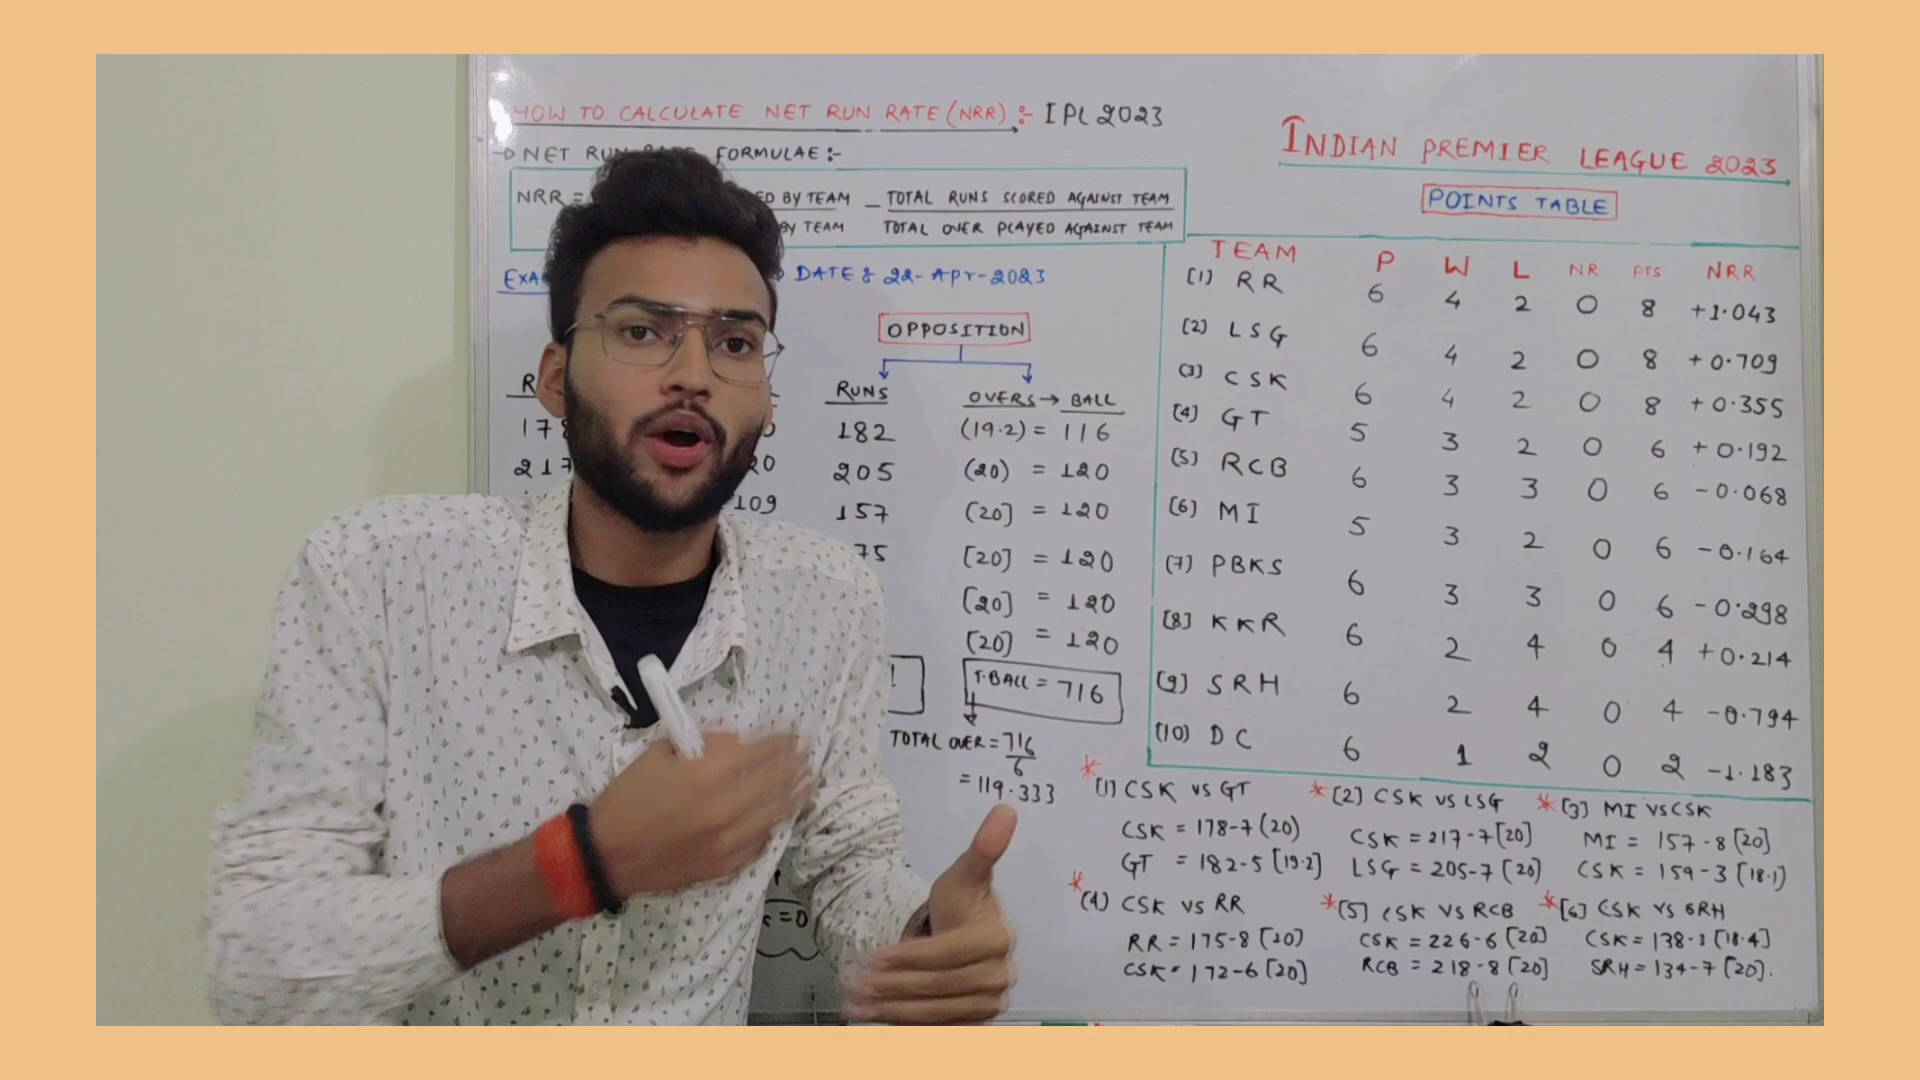 HOW TO CALCULATE NET RUN RATE (NRR) :- IPL 2023
NET RUN RATE FORMULAE :-
NRR = BY TEAM – TOTAL RUNS SCORED AGAINST TEAM
BY TEAM TOTAL OVER PLAYED AGAINST TEAM
DATE : 22-Apr-2023
OPPOSITION
RUNS OVERS → BALL
182 (19.2) = 116
217 20 205 (20) = 120
109 157 [20] = 120
75 [20] = 120
[20] = 120
[20] = 120
T.BALL = 716
TOTAL OVER = 716
6
= 119.333
=0
INDIAN PREMIER LEAGUE 2023
POINTS TABLE
TEAM P W L NR PTS NRR
(1) RR 6 4 2 0 8 +1.043
(2) LSG 6 4 2 0 8 +0.709
(3) CSK 6 4 2 0 8 +0.355
(4) GT 5 3 2 0 6 +0.192
(5) RCB 6 3 3 0 6 -0.068
(6) MI 5 3 2 0 6 -0.164
(7) PBKS 6 3 3 0 6 -0.298
[8] KKR 6 2 4 0 4 +0.214
(9) SRH 6 2 4 0 4 -0.794
(10) DC 6 1 2 0 2 -1.183
* (1) CSK VS GT
CSK = 178-7 (20)
GT = 182-5 [19.2]
* [2] CSK VS LSG
CSK = 217-7 [20]
LSG = 205-7 [20]
* [3] MI VS CSK
MI = 157-8 [20]
CSK = 159-3 [18.1)
* (4) CSK VS RR
RR = 175-8 [20]
CSK = 172-6 [20]
* [5] CSK VS RCB
CSK = 226-6 [20]
RCB = 218-8 [20]
* [6] CSK VS SRH
CSK = 138-3 [18.4]
SRH = 134-7 [20].